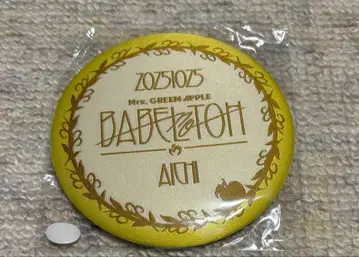 20251025
Mrs. GREEN APPLE
BABEL no TOH
AICHI